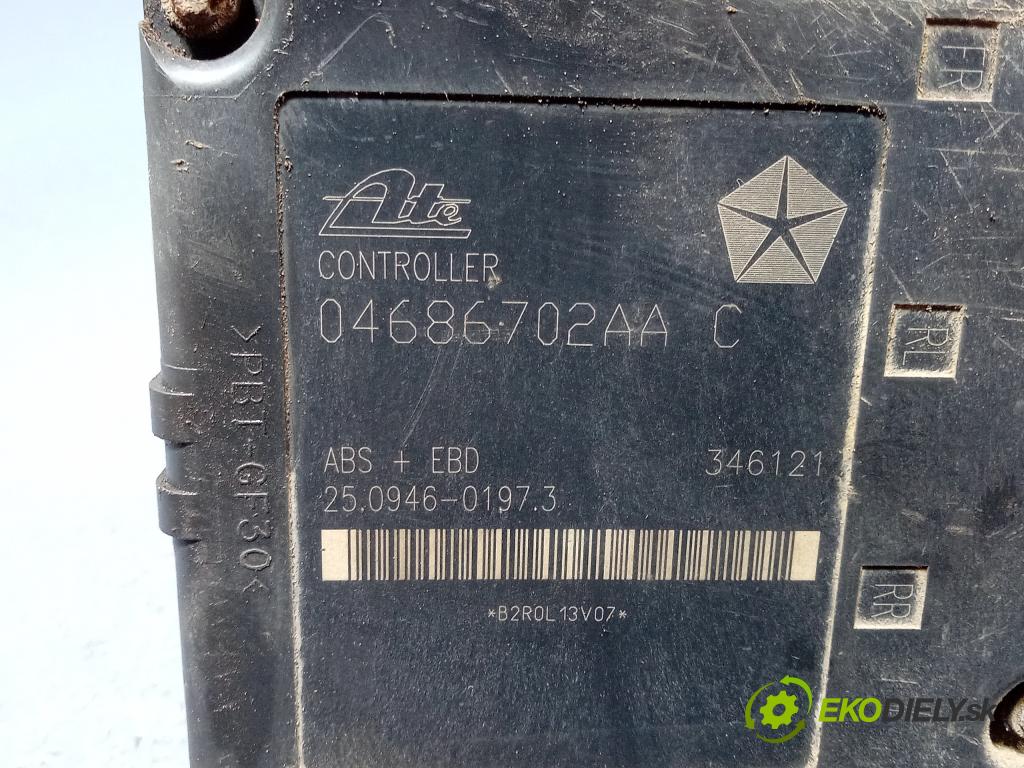 FR
Ate
CONTROLLER
04686702AA C
RL
>PBT-GF30<
ABS + EBD 346121
25.0946-0197.3
RR
*B2R0L13V07*
EKODIELY.sk